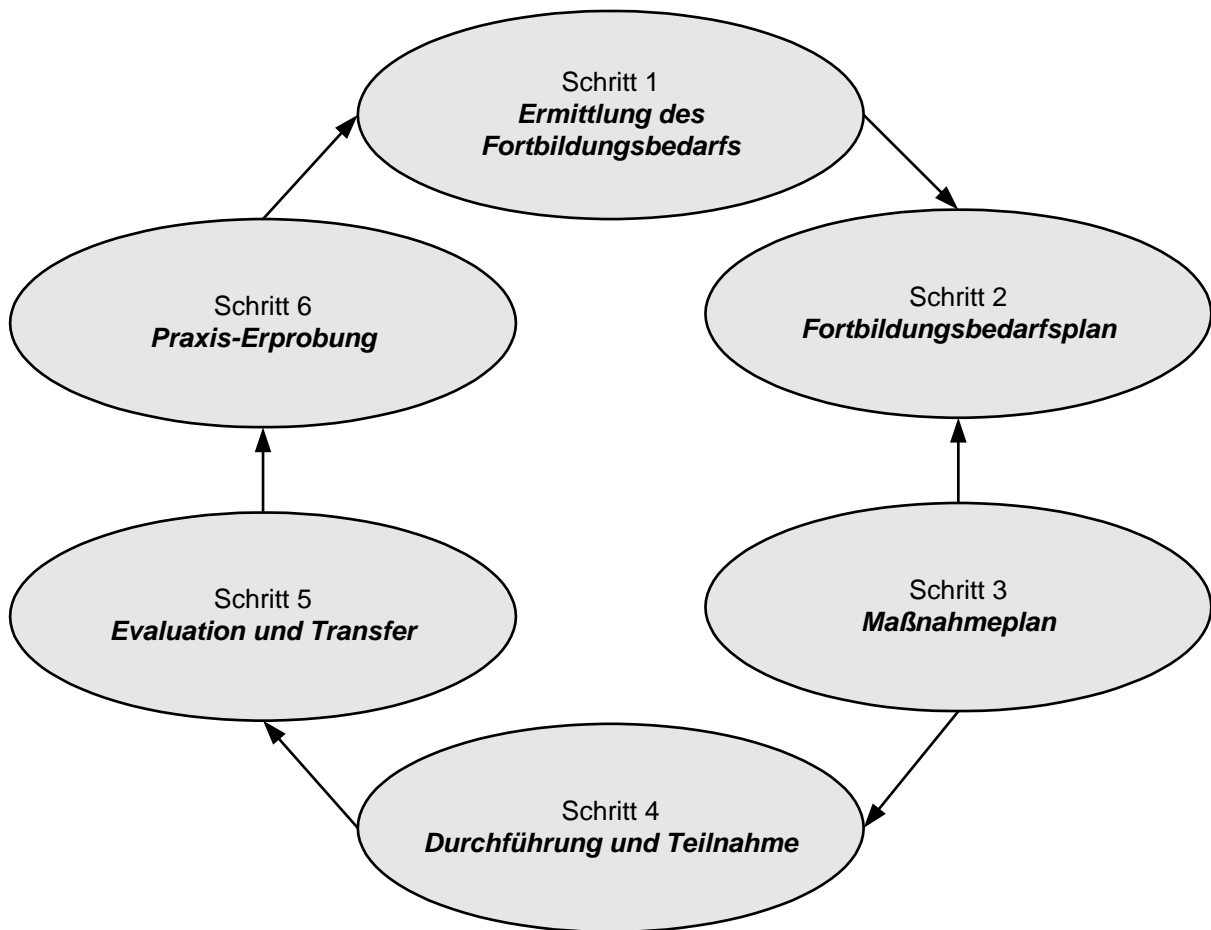 Schritt 1
Ermittlung des
Fortbildungsbedarfs
Schritt 2
Fortbildungsbedarfsplan
Schritt 3
Maßnahmeplan
Schritt 4
Durchführung und Teilnahme
Schritt 5
Evaluation und Transfer
Schritt 6
Praxis-Erprobung